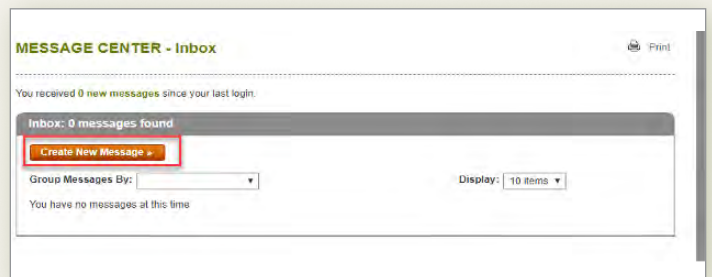 MESSAGE CENTER - Inbox
Print
You received 0 new messages since your last login.
Inbox: 0 messages found
Create New Message
Group Messages By:
Display: 10 items
You have no messages at this time